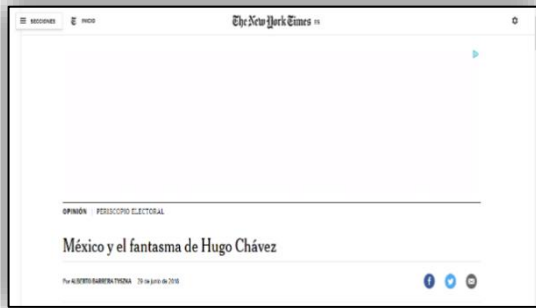 SECCIONES INICIO The New York Times ES
OPINIÓN | PERISCOPIO ELECTORAL
México y el fantasma de Hugo Chávez
Por ALBERTO BARRERA TYSZKA 29 de junio de 2018